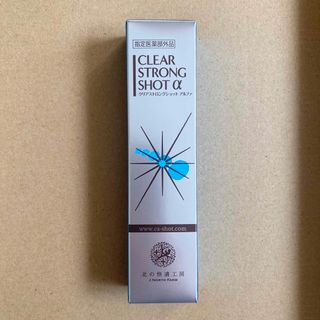 指定医薬部外品
CLEAR
STRONG
SHOT α
クリアストロングショット アルファ
www.cs-shot.com
北の快適工房